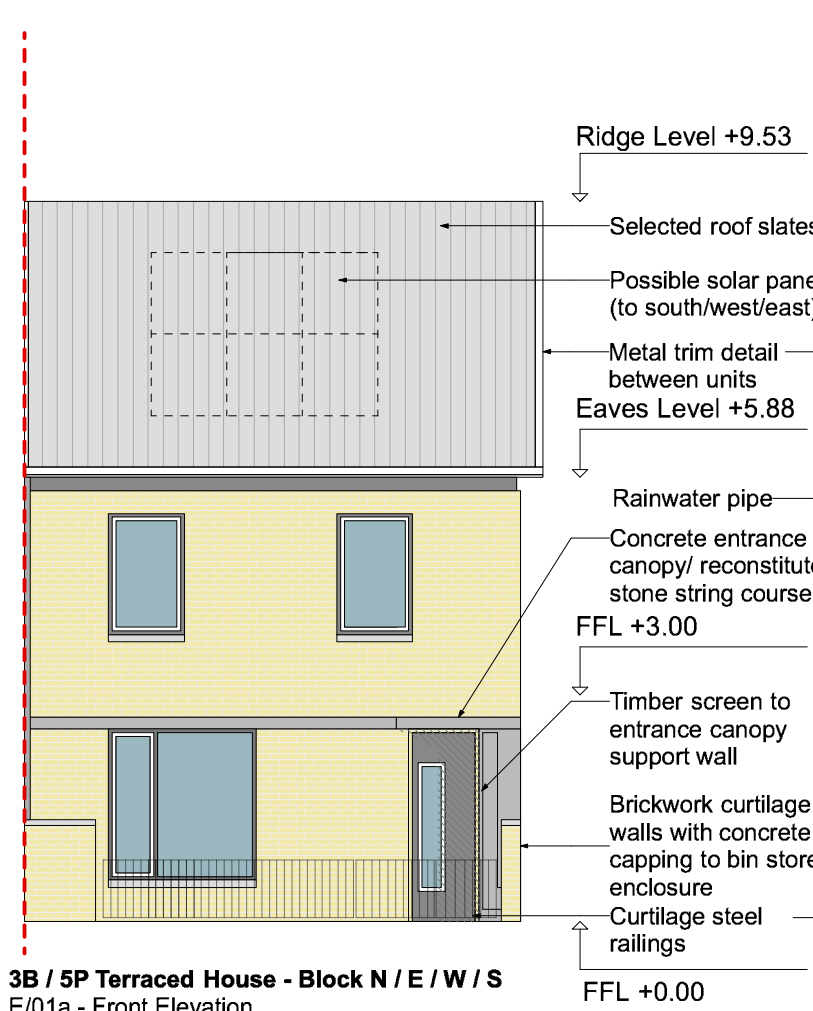 Ridge Level +9.53
Selected roof slates
Possible solar pane
(to south/west/east)
Metal trim detail
between units
Eaves Level +5.88
Rainwater pipe
Concrete entrance
canopy/ reconstitute
stone string course
FFL +3.00
Timber screen to
entrance canopy
support wall
Brickwork curtilage
walls with concrete
capping to bin store
enclosure
Curtilage steel
railings
FFL +0.00
3B / 5P Terraced House - Block N / E / W / S
E/01a - Front Elevation